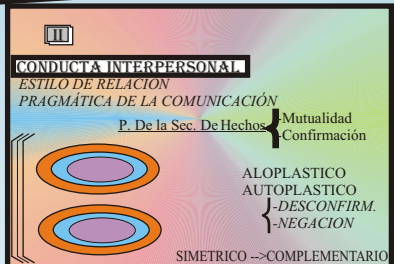 II
CONDUCTA INTERPERSONAL
ESTILO DE RELACION
PRAGMÁTICA DE LA COMUNICACIÓN
P. De la Sec. De Hechos
-Mutualidad
-Confirmación
ALOPLASTICO
AUTOPLASTICO
-DESCONFIRM.
-NEGACION
SIMETRICO -->COMPLEMENTARIO